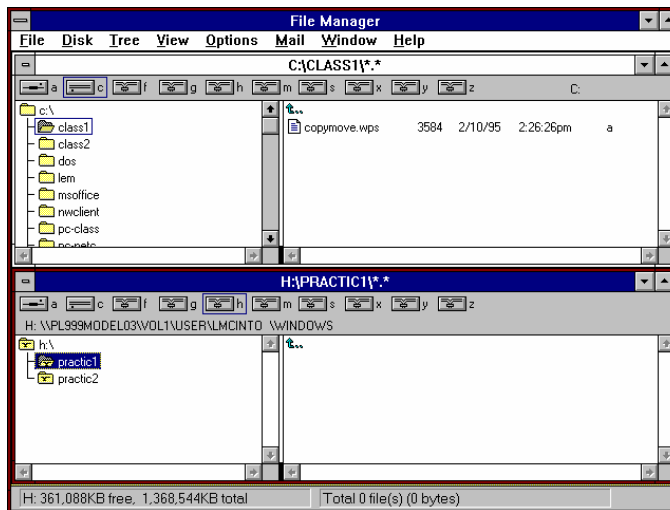 File Manager
File Disk Tree View Options Mail Window Help
C:\CLASS1\*.*
a c f g h m s x y z C:
c:\
class1
class2
dos
lem
msoffice
nwclient
pc-class
pc-netc
copymove.wps 3584 2/10/95 2:26:26pm a
H:\PRACTIC1\*.*
a c f g h m s x y z
H: \\PL999MODEL03\VOL1\USER\LMCINTO \WINDOWS
h:\
practic1
practic2
H: 361,088KB free, 1,368,544KB total Total 0 file(s) (0 bytes)